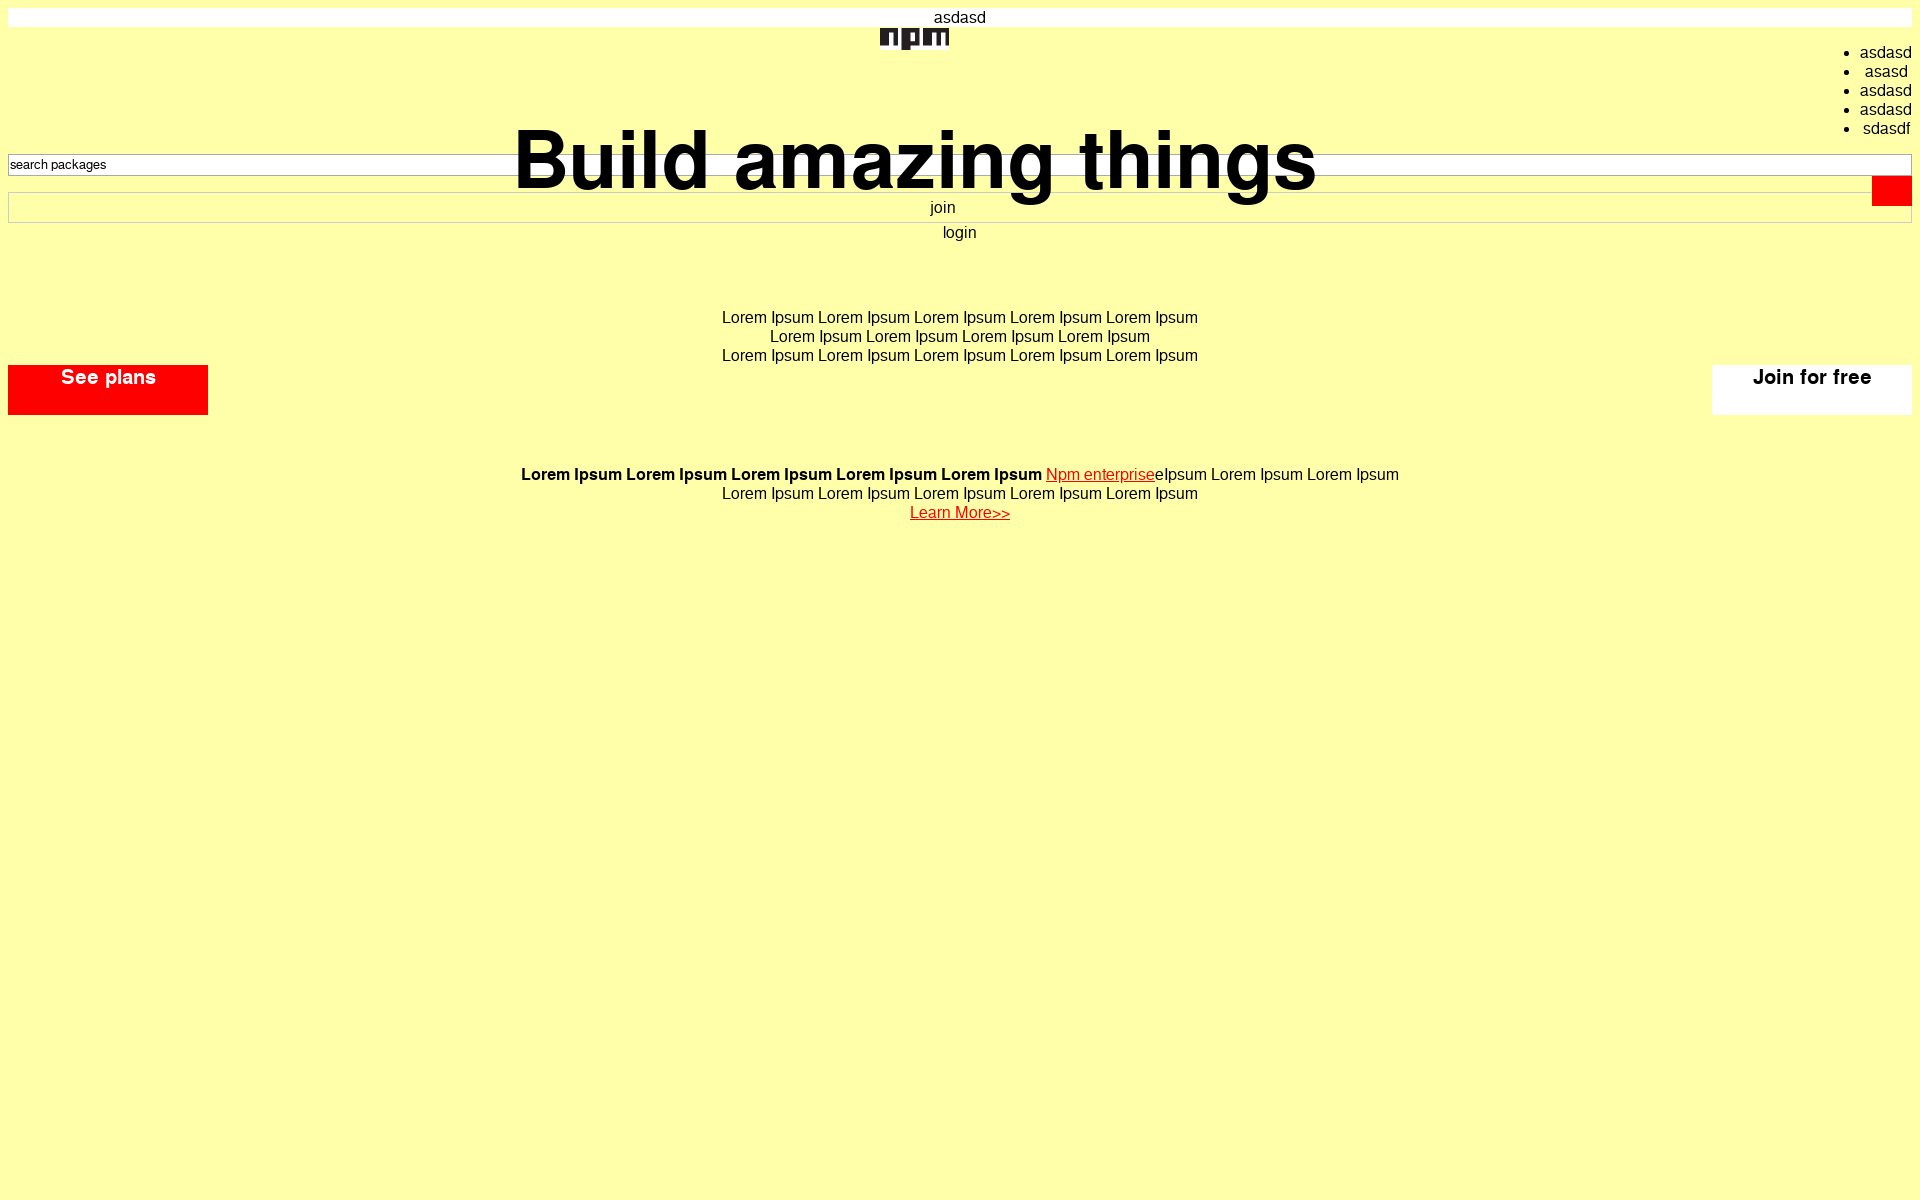 asdasd
npm
asdasd
asasd
asdasd
asdasd
sdasdf
Build amazing things
search packages
join
login
Lorem Ipsum Lorem Ipsum Lorem Ipsum Lorem Ipsum Lorem Ipsum
Lorem Ipsum Lorem Ipsum Lorem Ipsum Lorem Ipsum
Lorem Ipsum Lorem Ipsum Lorem Ipsum Lorem Ipsum Lorem Ipsum
See plans
Join for free
Lorem Ipsum Lorem Ipsum Lorem Ipsum Lorem Ipsum Lorem Ipsum Npm enterpriseeIpsum Lorem Ipsum Lorem Ipsum
Lorem Ipsum Lorem Ipsum Lorem Ipsum Lorem Ipsum Lorem Ipsum
Learn More>>